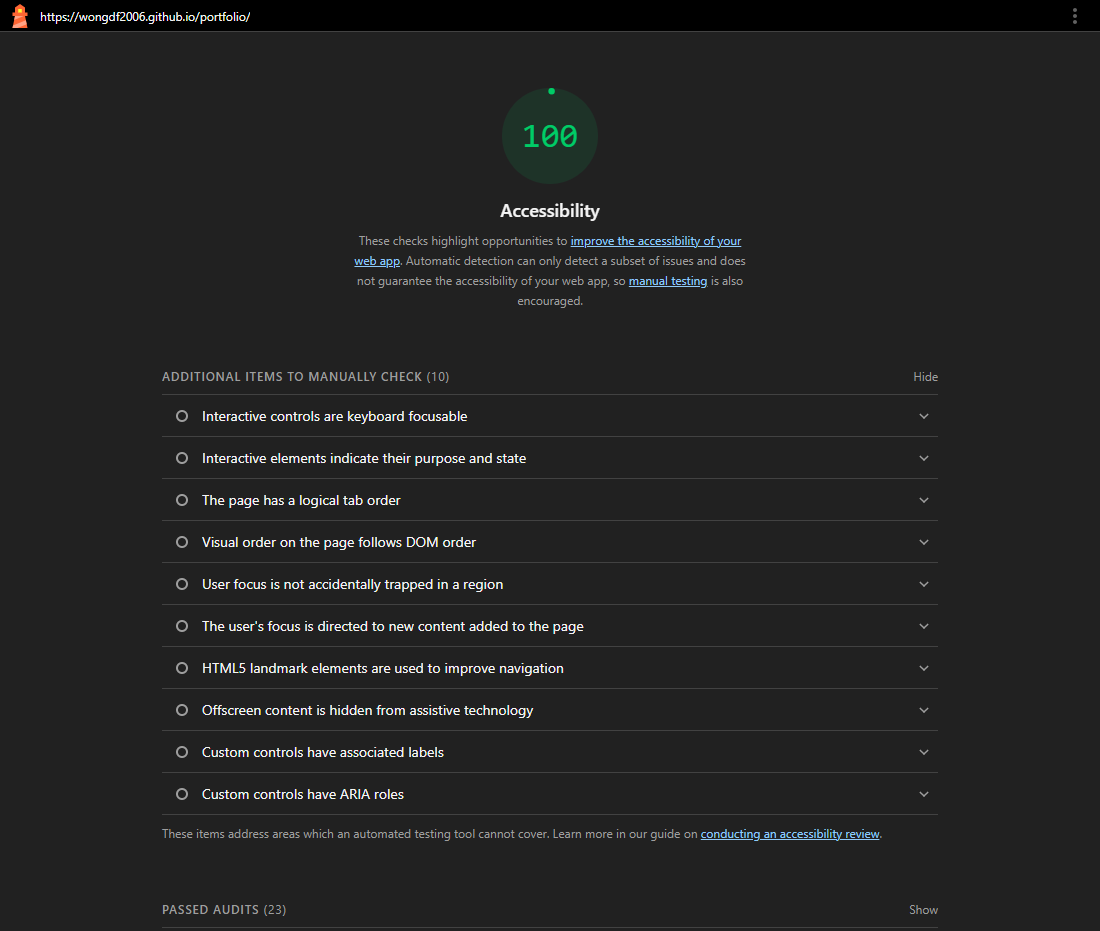 https://wongdf2006.github.io/portfolio/
100
Accessibility
These checks highlight opportunities to improve the accessibility of your
web app. Automatic detection can only detect a subset of issues and does
not guarantee the accessibility of your web app, so manual testing is also
encouraged.
ADDITIONAL ITEMS TO MANUALLY CHECK (10) Hide
Interactive controls are keyboard focusable
Interactive elements indicate their purpose and state
The page has a logical tab order
Visual order on the page follows DOM order
User focus is not accidentally trapped in a region
The user's focus is directed to new content added to the page
HTML5 landmark elements are used to improve navigation
Offscreen content is hidden from assistive technology
Custom controls have associated labels
Custom controls have ARIA roles
These items address areas which an automated testing tool cannot cover. Learn more in our guide on conducting an accessibility review.
PASSED AUDITS (23) Show